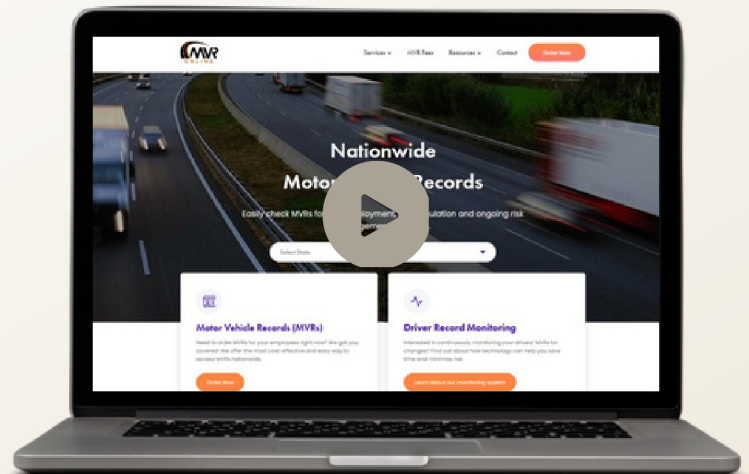 MVR
ONLINE
Services
MVR Fees
Resources
Contact
Order Now
Nationwide
Motor Records
Easily check MVRs for and ongoing risk
Select State
Motor Vehicle Records (MVRs)
Need to order MVRs for your employees right now? We got you
covered! We offer the most cost-effective and easy way to
access MVRs nationwide.
Order Now
Driver Record Monitoring
Interested in continuously monitoring your drivers' MVRs for
changes? Find out about how technology can help you save
time and minimize risk.
Learn about our monitoring system